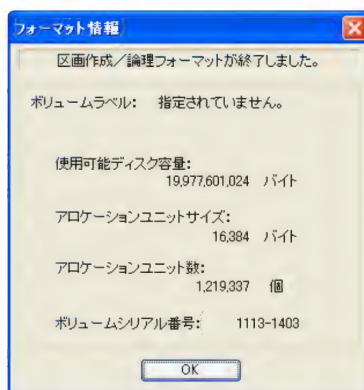 フォーマット情報
区画作成／論理フォーマットが終了しました。
ボリュームラベル： 指定されていません。
使用可能ディスク容量：
19,977,601,024 バイト
アロケーションユニットサイズ：
16,384 バイト
アロケーションユニット数：
1,219,337 個
ボリュームシリアル番号： 1113-1403
OK